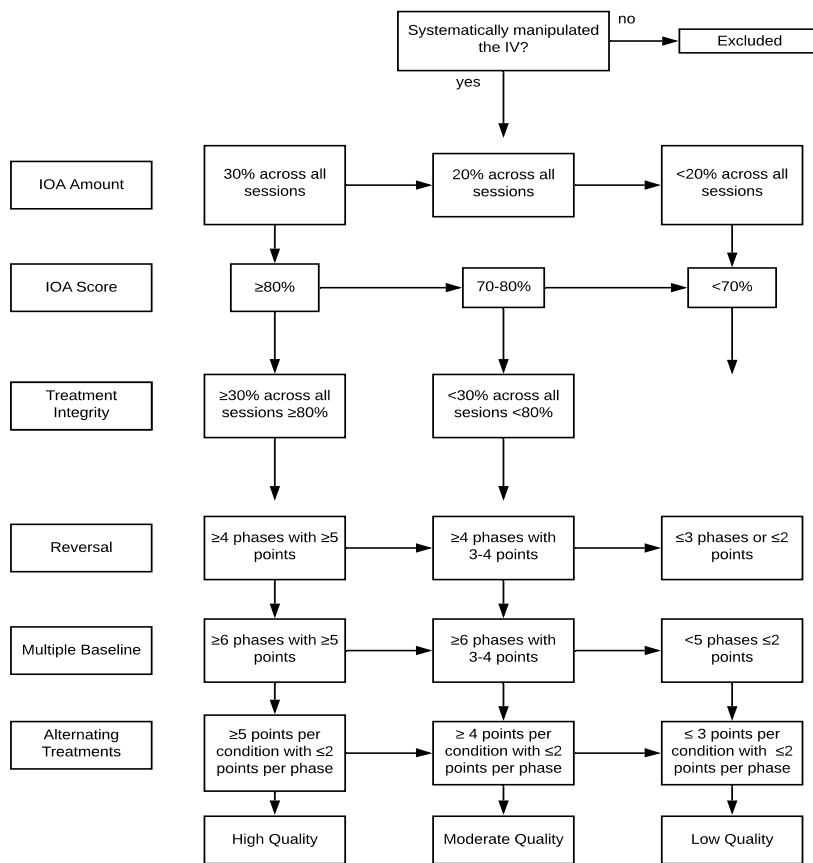 Systematically manipulated
the IV?
no
Excluded
yes
IOA Amount
30% across all
sessions
20% across all
sessions
<20% across all
sessions
IOA Score
≥80%
70-80%
<70%
Treatment
Integrity
≥30% across all
sessions ≥80%
<30% across all
sesions <80%
Reversal
≥4 phases with ≥5
points
≥4 phases with
3-4 points
≤3 phases or ≤2
points
Multiple Baseline
≥6 phases with ≥5
points
≥6 phases with
3-4 points
<5 phases ≤2
points
Alternating
Treatments
≥5 points per
condition with ≤2
points per phase
≥ 4 points per
condition with ≤2
points per phase
≤ 3 points per
condition with ≤2
points per phase
High Quality
Moderate Quality
Low Quality